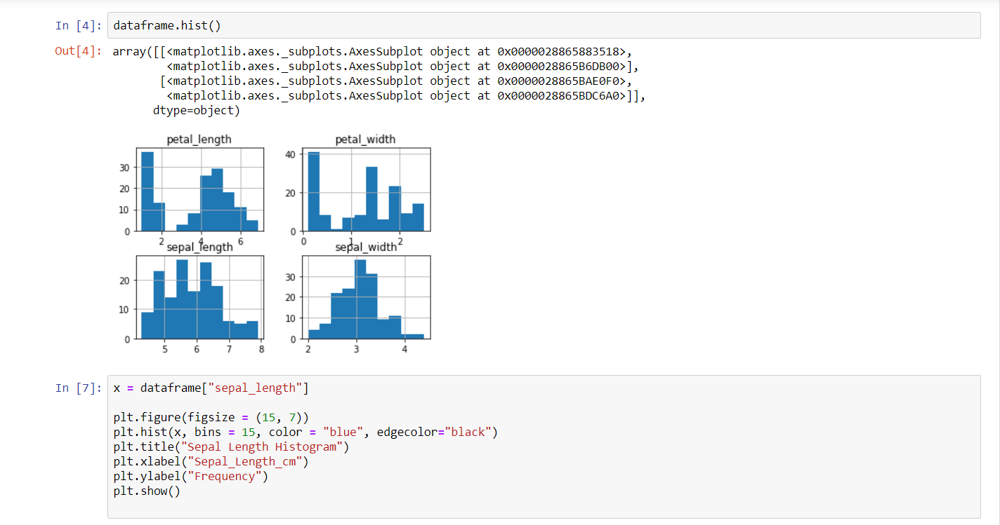 In [4]: dataframe.hist()
Out[4]: array([[<matplotlib.axes._subplots.AxesSubplot object at 0x0000028865883518>,
<matplotlib.axes._subplots.AxesSubplot object at 0x0000028865B6DB00>],
[<matplotlib.axes._subplots.AxesSubplot object at 0x0000028865BAE0F0>,
<matplotlib.axes._subplots.AxesSubplot object at 0x0000028865BDC6A0>]],
dtype=object)
petal_length
30
20
10
0
2 4 6
petal_width
40
20
0
0 1 2
sepal_length
20
10
0
5 6 7 8
sepal_width
30
20
10
0
2 3 4
In [7]: x = dataframe["sepal_length"]
plt.figure(figsize = (15, 7))
plt.hist(x, bins = 15, color = "blue", edgecolor="black")
plt.title("Sepal Length Histogram")
plt.xlabel("Sepal_Length_cm")
plt.ylabel("Frequency")
plt.show()